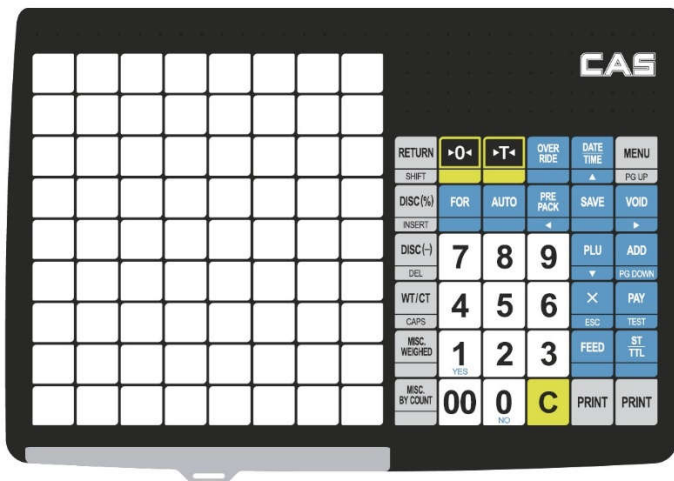 CAS
RETURN ▸0◂ ▸T◂ OVER RIDE DATE TIME MENU
SHIFT ▲ PG UP
DISC(%) FOR AUTO PRE PACK SAVE VOID
INSERT ◀ ▶
DISC(−) 7 8 9 PLU ADD
DEL ▼ PG DOWN
WT/CT 4 5 6 × PAY
CAPS ESC TEST
MISC. WEIGHED 1 2 3 FEED ST TTL
YES
MISC. BY COUNT 00 0 C PRINT PRINT
NO